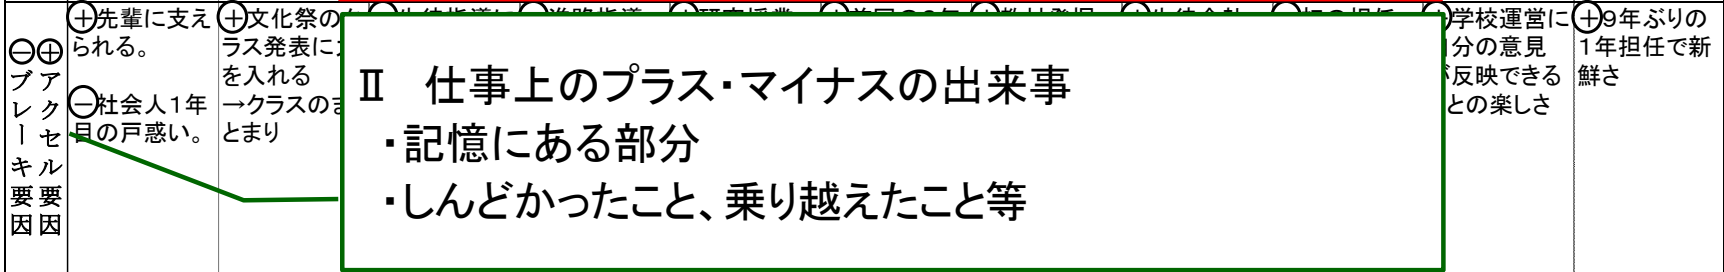 ⊕アクセル要因
⊖ブレーキ要因
⊕先輩に支え
られる。
⊖社会人1年
目の戸惑い。
⊕文化祭の
ラス発表に
を入れる
→クラスのま
とまり
Ⅱ　仕事上のプラス・マイナスの出来事
・記憶にある部分
・しんどかったこと、乗り越えたこと等
学校運営に
分の意見
反映できる
との楽しさ
⊕9年ぶりの
1年担任で新
鮮さ